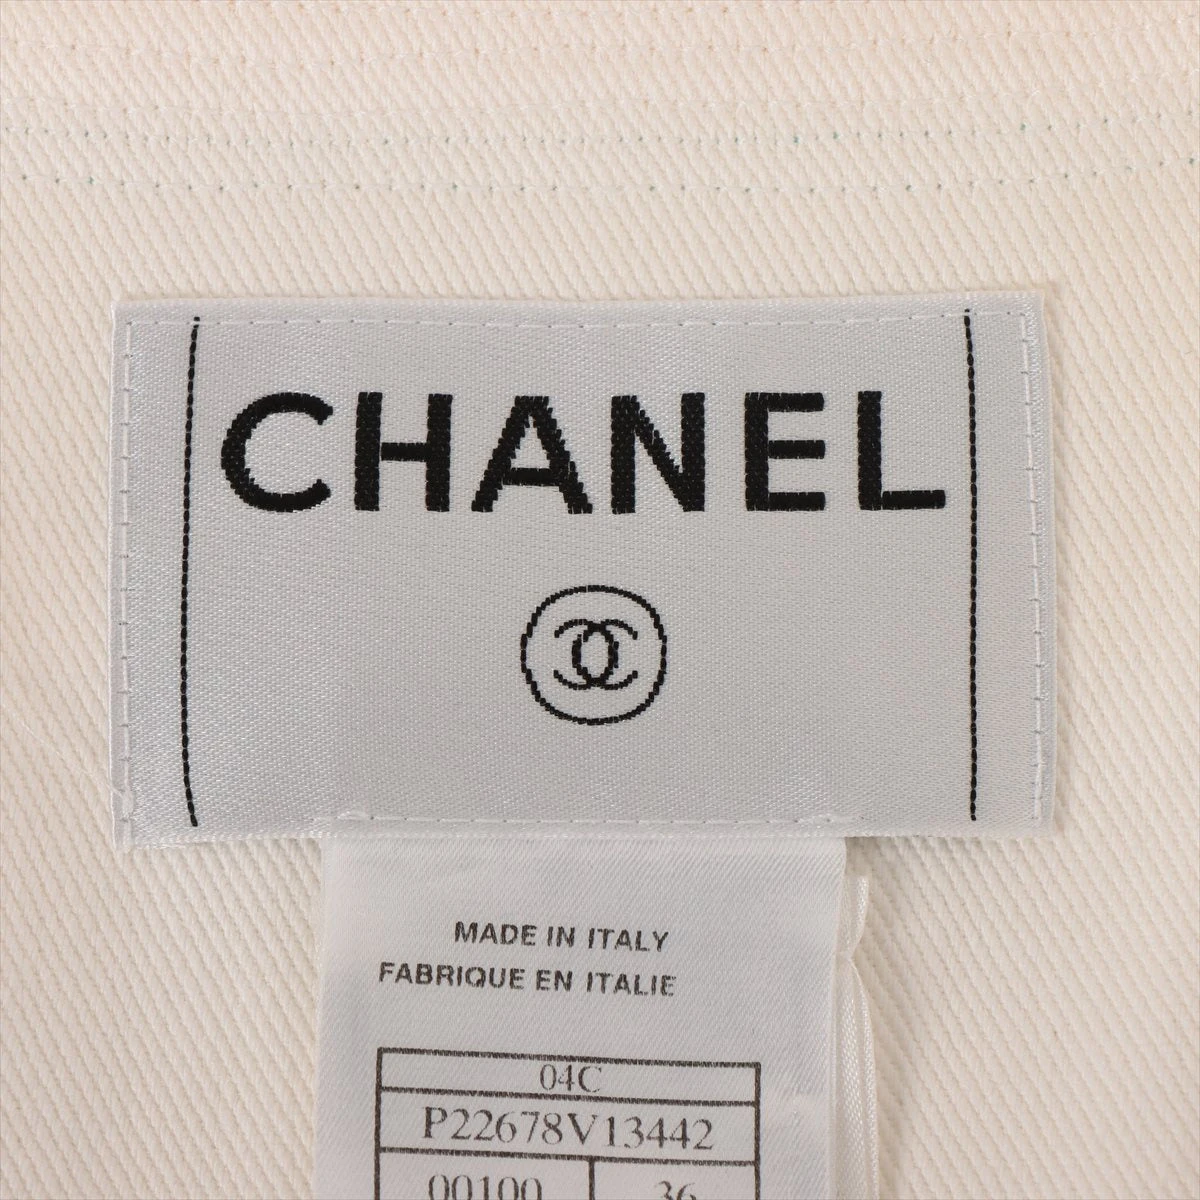 CHANEL
MADE IN ITALY
FABRIQUE EN ITALIE
04C
P22678V13442
00100 36